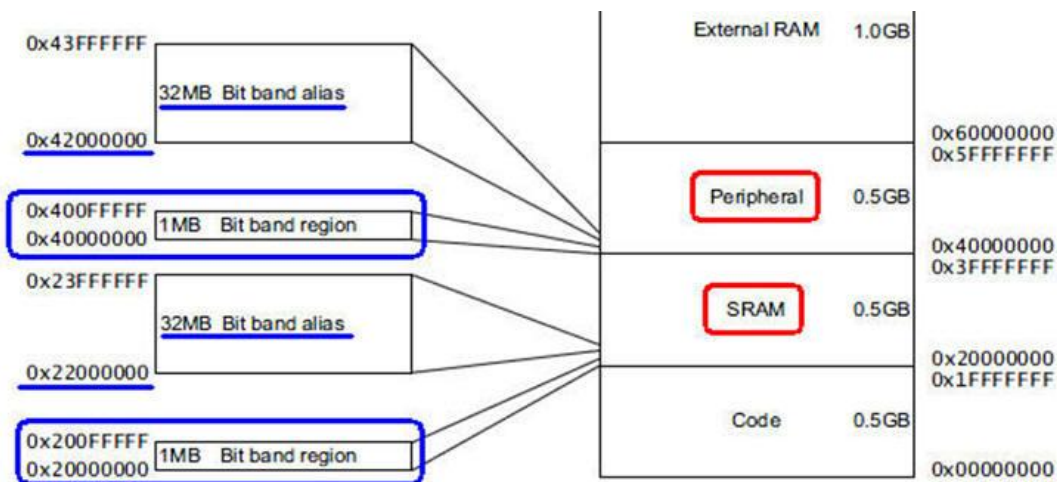 0x43FFFFFF
32MB Bit band alias
0x42000000
0x400FFFFF
1MB Bit band region
0x40000000
0x23FFFFFF
32MB Bit band alias
0x22000000
0x200FFFFF
1MB Bit band region
0x20000000
External RAM 1.0GB
0x60000000
0x5FFFFFFF
Peripheral 0.5GB
0x40000000
0x3FFFFFFF
SRAM 0.5GB
0x20000000
0x1FFFFFFF
Code 0.5GB
0x00000000